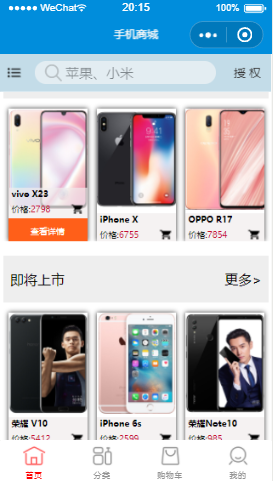 WeChat 20:15 100%
手机商城
苹果、小米 授 权
vivo X23 iPhone X OPPO R17
价格:2798 价格:6755 价格:7854
查看详情
即将上市 更多>
荣耀 V10 iPhone 6s 荣耀Note10
价格:5412 价格:2599 价格:985
首页 分类 购物车 我的